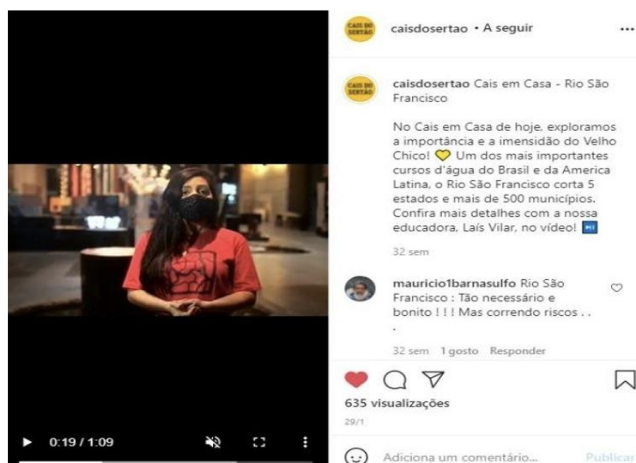 CAIS DO
SERTÃO
caisdosertao • A seguir
...
CAIS DO
SERTÃO
caisdosertao Cais em Casa - Rio São
Francisco
No Cais em Casa de hoje, exploramos
a importância e a imensidão do Velho
Chico! 💛 Um dos mais importantes
cursos d'água do Brasil e da America
Latina, o Rio São Francisco corta 5
estados e mais de 500 municípios.
Confira mais detalhes com a nossa
educadora, Laís Vilar, no vídeo! ⏯
32 sem
mauricio1barnasulfo Rio São
Francisco : Tão necessário e
bonito ! ! ! Mas correndo riscos . .
.
32 sem 1 gosto Responder
635 visualizações
29/1
Adiciona um comentário... Publicar
0:19 / 1:09